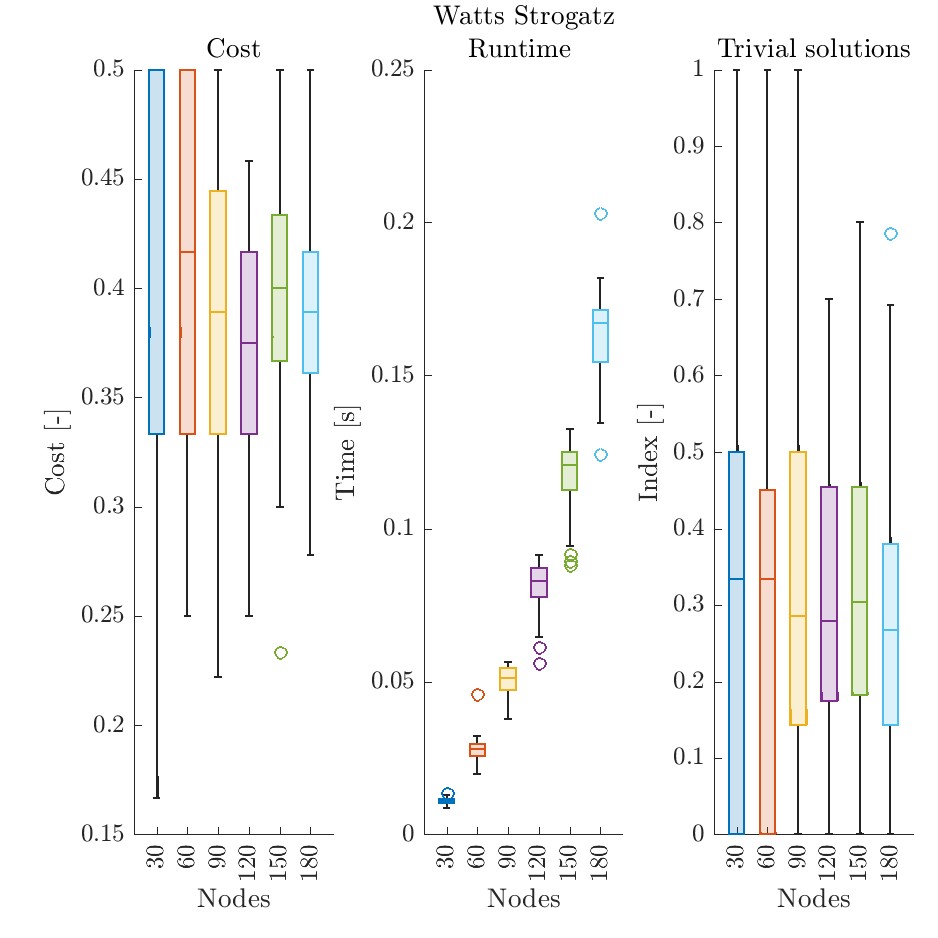 Watts Strogatz
Cost
Runtime
Trivial solutions
0.5
0.45
0.4
0.35
0.3
0.25
0.2
0.15
Cost [-]
30 60 90 120 150 180
Nodes
0.25
0.2
0.15
0.1
0.05
0
Time [s]
30 60 90 120 150 180
Nodes
1
0.9
0.8
0.7
0.6
0.5
0.4
0.3
0.2
0.1
0
Index [-]
30 60 90 120 150 180
Nodes